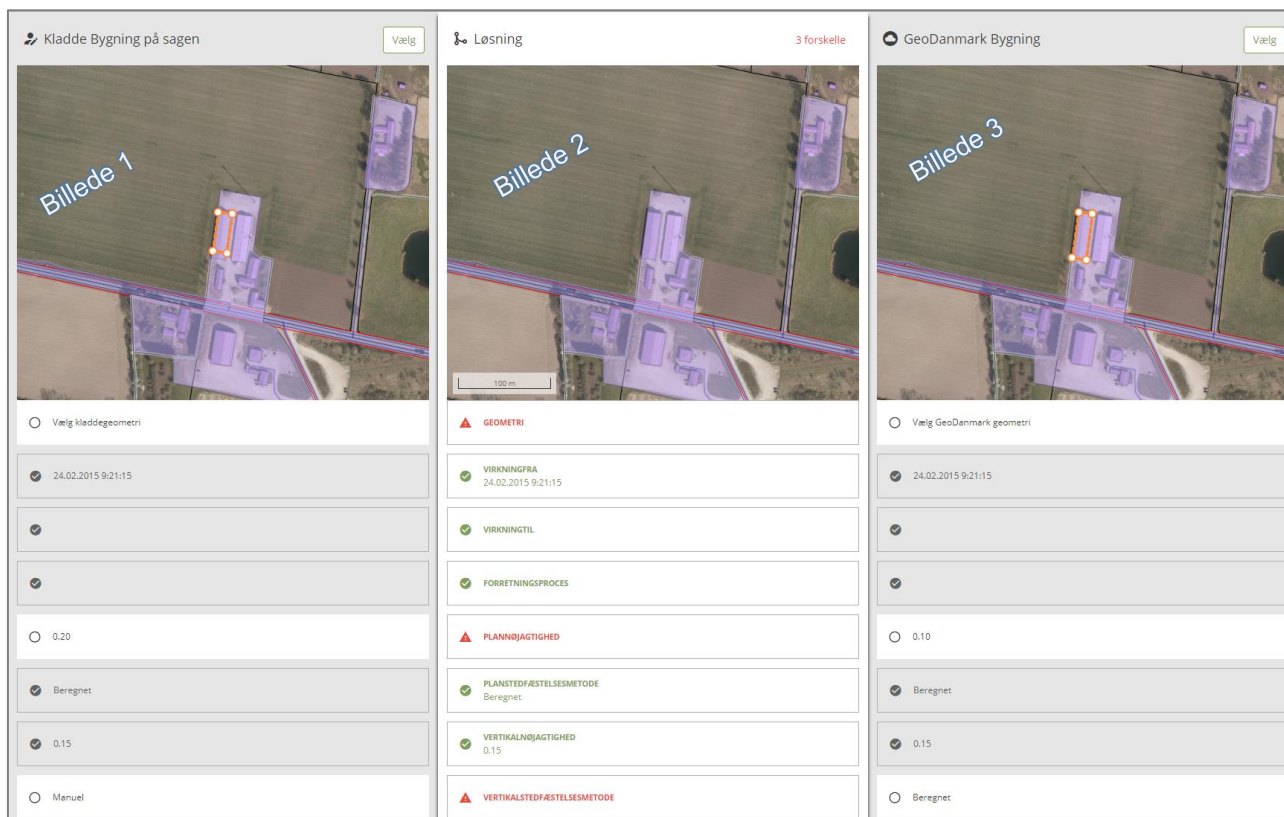 Kladde Bygning på sagen
Vælg
Billede 1
Vælg kladdegeometri
24.02.2015 9:21:15
0.20
Beregnet
0.15
Manuel
Løsning
3 forskelle
Billede 2
100 m
GEOMETRI
VIRKNINGFRA
24.02.2015 9:21:15
VIRKNINGTIL
FORRETNINGSPROCES
PLANNØJAGTIGHED
PLANSTEDFÆSTELSESMETODE
Beregnet
VERTIKALNØJAGTIGHED
0.15
VERTIKALSTEDFÆSTELSESMETODE
GeoDanmark Bygning
Vælg
Billede 3
Vælg GeoDanmark geometri
24.02.2015 9:21:15
0.10
Beregnet
0.15
Beregnet